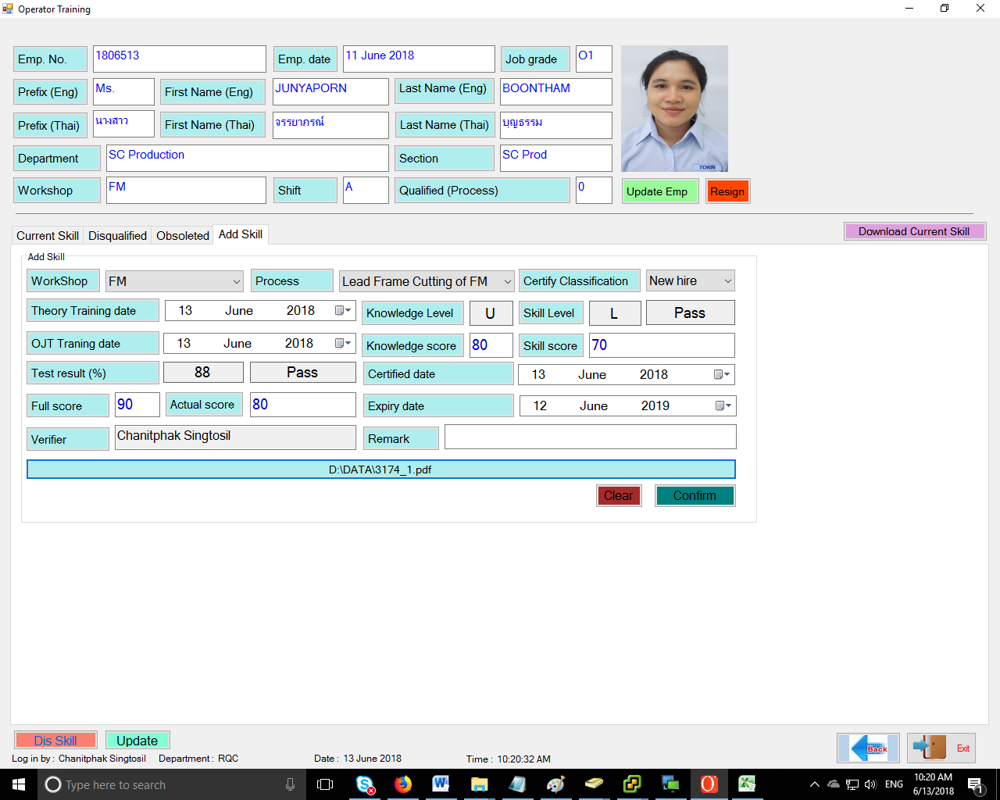 Operator Training
Emp. No. 1806513 Emp. date 11 June 2018 Job grade O1
Prefix (Eng) Ms. First Name (Eng) JUNYAPORN Last Name (Eng) BOONTHAM
Prefix (Thai) นางสาว First Name (Thai) จรรยาภรณ์ Last Name (Thai) บุญธรรม
TOKIN
Department SC Production Section SC Prod
Workshop FM Shift A Qualified (Process) 0 Update Emp Resign
Current Skill Disqualified Obsoleted Add Skill Download Current Skill
Add Skill
WorkShop FM Process Lead Frame Cutting of FM Certify Classification New hire
Theory Training date 13 June 2018 Knowledge Level U Skill Level L Pass
OJT Traning date 13 June 2018 Knowledge score 80 Skill score 70
Test result (%) 88 Pass Certified date 13 June 2018
Full score 90 Actual score 80 Expiry date 12 June 2019
Verifier Chanitphak Singtosil Remark
D:\DATA\3174_1.pdf
Clear Confirm
Dis Skill Update Back Exit
Log in by : Chanitphak Singtosil Department : RQC Date : 13 June 2018 Time : 10:20:32 AM
Type here to search ENG 10:20 AM
6/13/2018 1